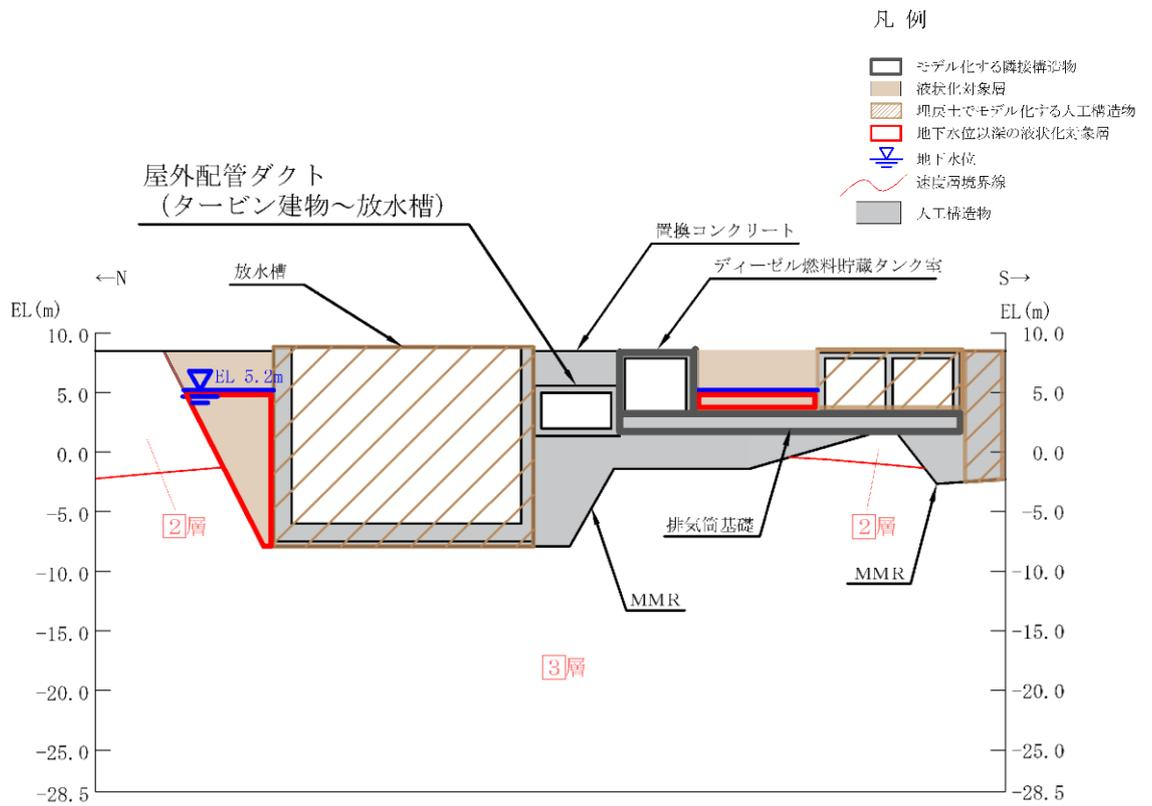 凡 例
モデル化する隣接構造物
液状化対象層
埋戻土でモデル化する人工構造物
地下水位以深の液状化対象層
地下水位
速度層境界線
人工構造物
屋外配管ダクト
（タービン建物～放水槽）
置換コンクリート
放水槽
ディーゼル燃料貯蔵タンク室
←N
S→
EL(m)
EL(m)
10.0
10.0
EL 5.2m
5.0
5.0
0.0
0.0
-5.0
-5.0
2層
排気筒基礎
2層
-10.0
MMR
-10.0
MMR
-15.0
-15.0
3層
-20.0
-20.0
-25.0
-25.0
-28.5
-28.5